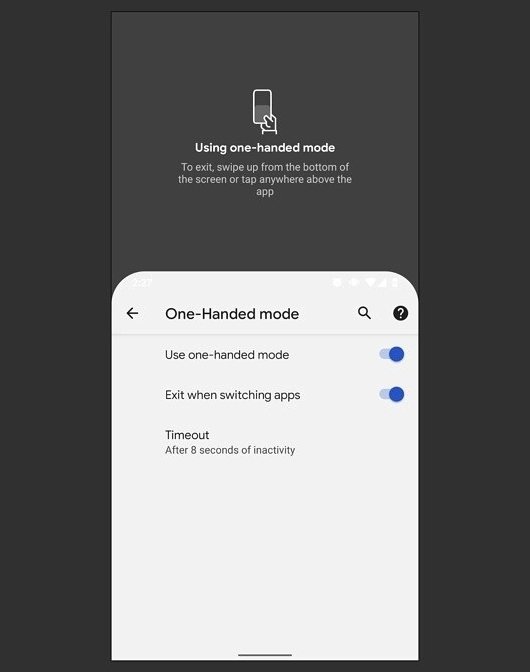 Using one-handed mode
To exit, swipe up from the bottom of
the screen or tap anywhere above the
app
2:27
One-Handed mode
Use one-handed mode
Exit when switching apps
Timeout
After 8 seconds of inactivity